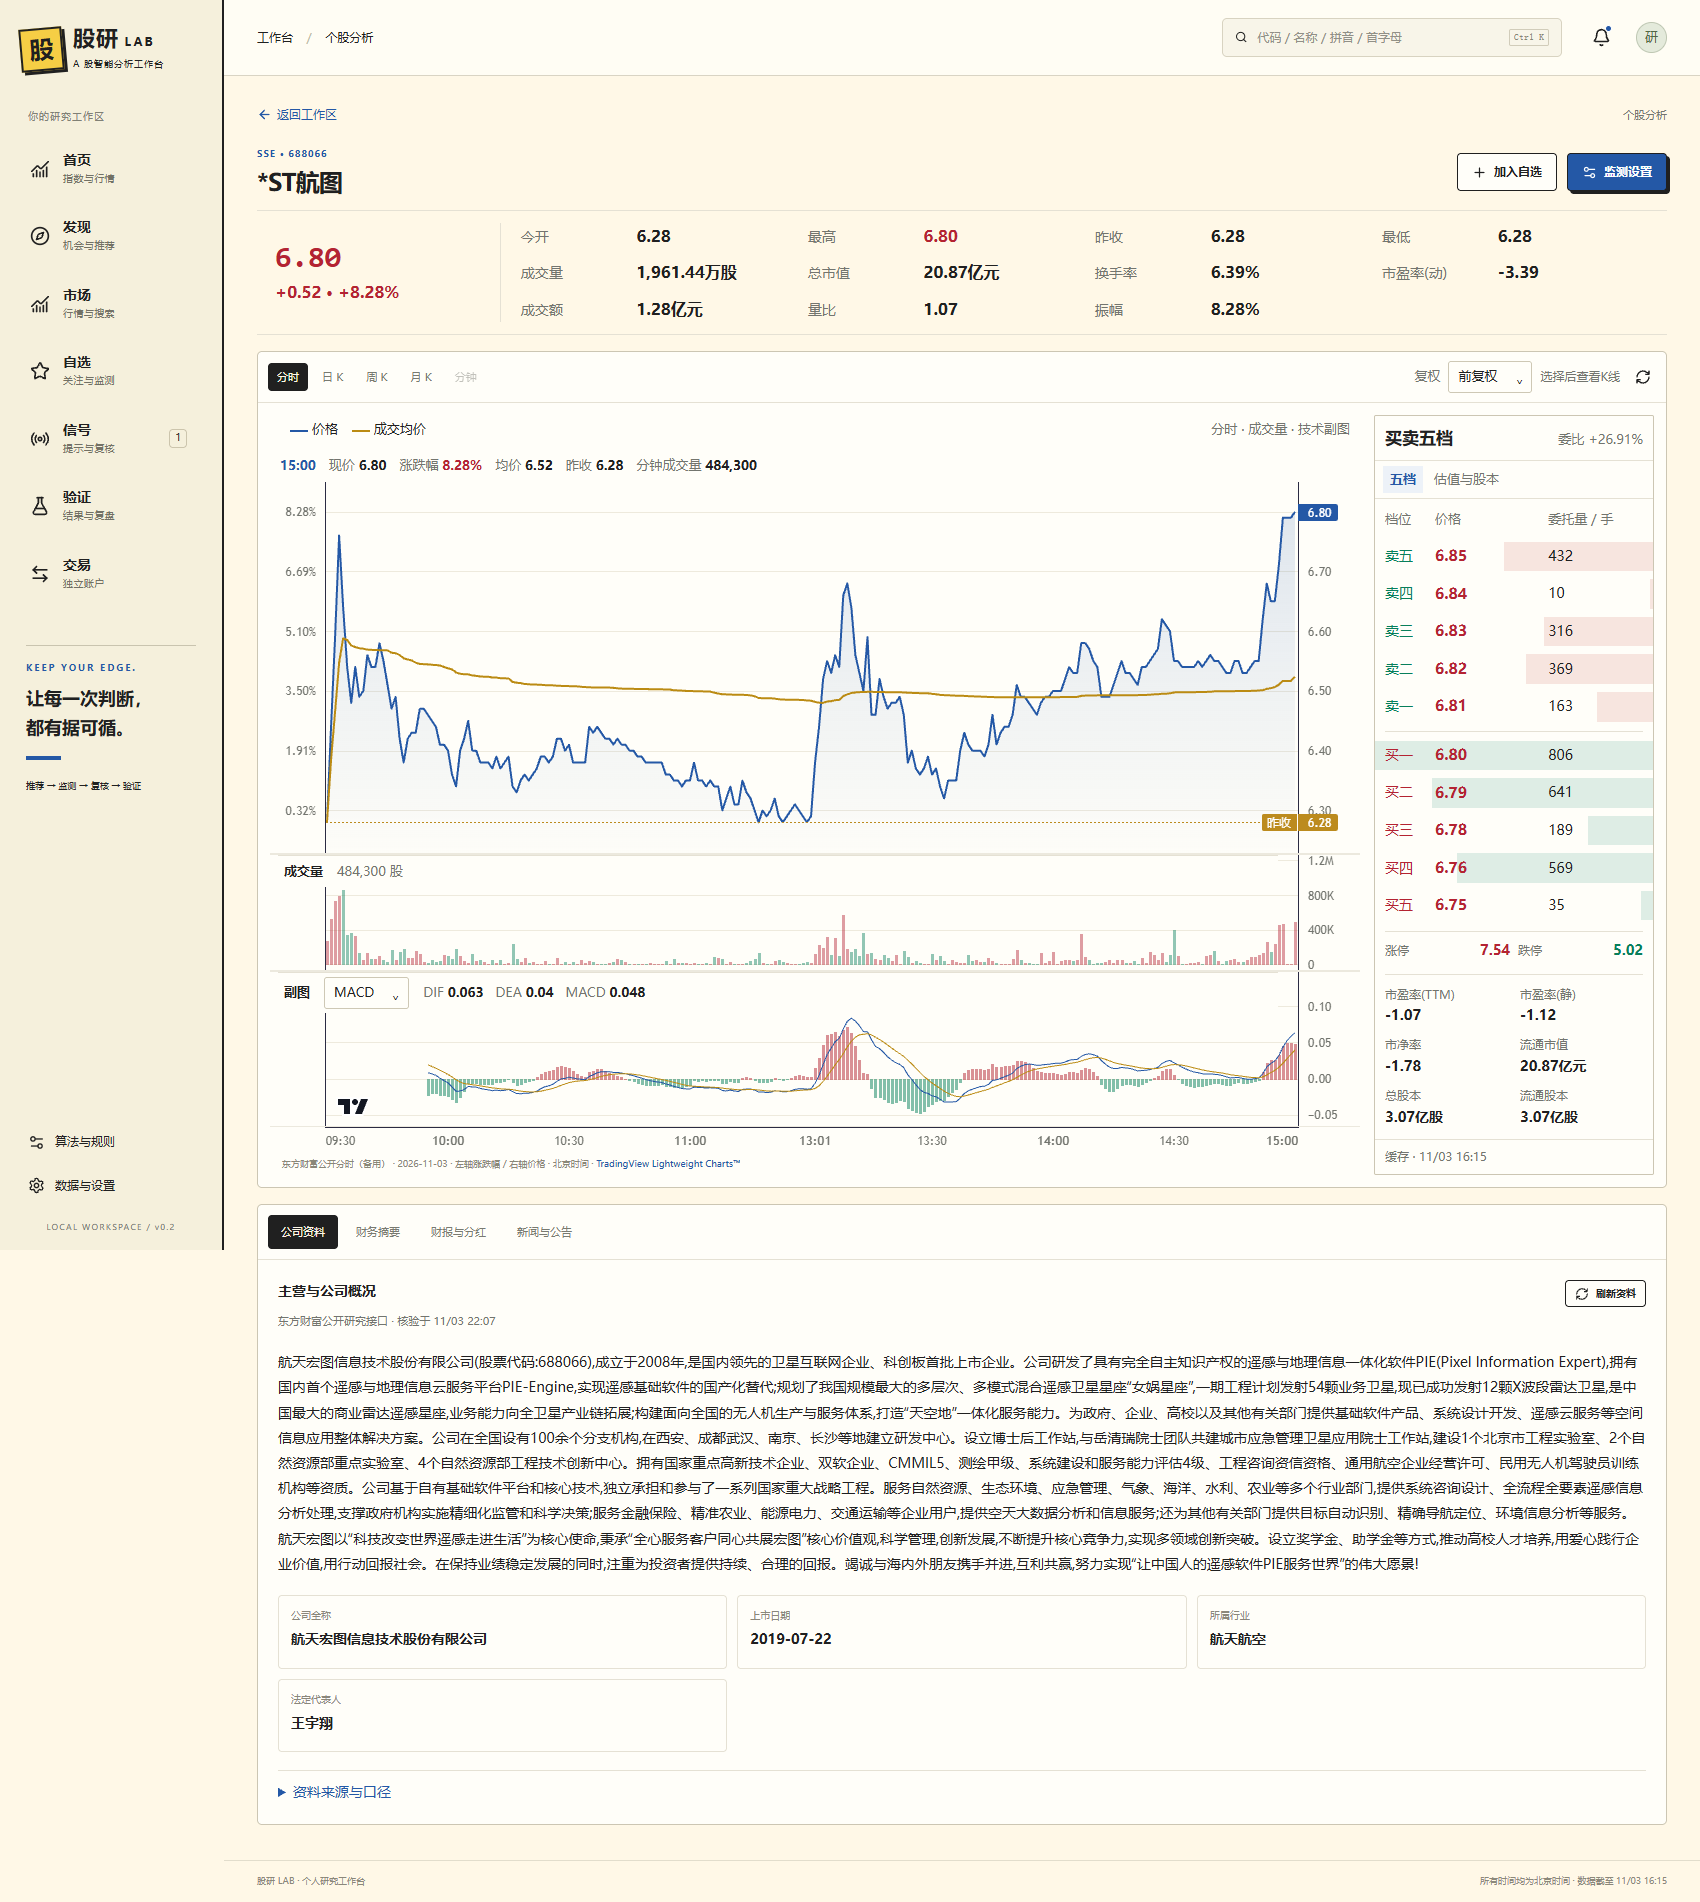 股
股研 LAB
A 股智能分析工作台
你的研究工作区
首页
指数与行情
发现
机会与推荐
市场
行情与搜索
自选
关注与监测
信号
提示与复核
1
验证
结果与复盘
交易
独立账户
KEEP YOUR EDGE.
让每一次判断，
都有据可循。
推荐 → 监测 → 复核 → 验证
算法与规则
数据与设置
LOCAL WORKSPACE / v0.2
工作台 / 个股分析
代码 / 名称 / 拼音 / 首字母
Ctrl K
研
← 返回工作区
个股分析
SSE • 688066
*ST航图
＋ 加入自选
监测设置
6.80
+0.52 • +8.28%
今开 6.28 最高 6.80 昨收 6.28 最低 6.28
成交量 1,961.44万股 总市值 20.87亿元 换手率 6.39% 市盈率(动) -3.39
成交额 1.28亿元 量比 1.07 振幅 8.28%
分时 日 K 周 K 月 K 分钟
复权 前复权 选择后查看K线
价格 成交均价
分时 · 成交量 · 技术副图
15:00 现价 6.80 涨跌幅 8.28% 均价 6.52 昨收 6.28 分钟成交量 484,300
8.28% 6.80
6.69% 6.70
5.10% 6.60
3.50% 6.50
1.91% 6.40
0.32% 6.30
昨收 6.28
成交量 484,300 股
1.2M
800K
400K
0
副图 MACD DIF 0.063 DEA 0.04 MACD 0.048
0.10
0.05
0.00
−0.05
09:30 10:00 10:30 11:00 13:01 13:30 14:00 14:30 15:00
东方财富公开分时（备用） · 2026-11-03 · 左轴涨跌幅 / 右轴价格 · 北京时间 · TradingView Lightweight Charts™
买卖五档 委比 +26.91%
五档 估值与股本
档位 价格 委托量 / 手
卖五 6.85 432
卖四 6.84 10
卖三 6.83 316
卖二 6.82 369
卖一 6.81 163
买一 6.80 806
买二 6.79 641
买三 6.78 189
买四 6.76 569
买五 6.75 35
涨停 7.54 跌停 5.02
市盈率(TTM) 市盈率(静)
-1.07 -1.12
市净率 流通市值
-1.78 20.87亿元
总股本 流通股本
3.07亿股 3.07亿股
缓存 · 11/03 16:15
公司资料 财务摘要 财报与分红 新闻与公告
主营与公司概况
刷新资料
东方财富公开研究接口 · 核验于 11/03 22:07
航天宏图信息技术股份有限公司(股票代码:688066),成立于2008年,是国内领先的卫星互联网企业、科创板首批上市企业。公司研发了具有完全自主知识产权的遥感与地理信息一体化软件PIE(Pixel Information Expert),拥有
国内首个遥感与地理信息云服务平台PIE-Engine,实现遥感基础软件的国产化替代;规划了我国规模最大的多层次、多模式混合遥感卫星星座“女娲星座”,一期工程计划发射54颗业务卫星,现已成功发射12颗X波段雷达卫星,是中
国最大的商业雷达遥感星座,业务能力向全卫星产业链拓展;构建面向全国的无人机生产与服务体系,打造“天空地”一体化服务能力。为政府、企业、高校以及其他有关部门提供基础软件产品、系统设计开发、遥感云服务等空间
信息应用整体解决方案。公司在全国设有100余个分支机构,在西安、成都武汉、南京、长沙等地建立研发中心。设立博士后工作站,与岳清瑞院士团队共建城市应急管理卫星应用院士工作站,建设1个北京市工程实验室、2个自
然资源部重点实验室、4个自然资源部工程技术创新中心。拥有国家重点高新技术企业、双软企业、CMMIL5、测绘甲级、系统建设和服务能力评估4级、工程咨询资信资格、通用航空企业经营许可、民用无人机驾驶员训练
机构等资质。公司基于自有基础软件平台和核心技术,独立承担和参与了一系列国家重大战略工程。服务自然资源、生态环境、应急管理、气象、海洋、水利、农业等多个行业部门,提供系统咨询设计、全流程全要素遥感信息
分析处理,支撑政府机构实施精细化监管和科学决策;服务金融保险、精准农业、能源电力、交通运输等企业用户,提供空天大数据分析和信息服务;还为其他有关部门提供目标自动识别、精确导航定位、环境信息分析等服务。
航天宏图以“科技改变世界遥感走进生活”为核心使命,秉承“全心服务客户同心共展宏图”核心价值观,科学管理,创新发展,不断提升核心竞争力,实现多领域创新突破。设立奖学金、助学金等方式,推动高校人才培养,用爱心践行企
业价值,用行动回报社会。在保持业绩稳定发展的同时,注重为投资者提供持续、合理的回报。竭诚与海内外朋友携手并进,互利共赢,努力实现“让中国人的遥感软件PIE服务世界”的伟大愿景!
公司全称
航天宏图信息技术股份有限公司
上市日期
2019-07-22
所属行业
航天航空
法定代表人
王宇翔
▶ 资料来源与口径
股研 LAB · 个人研究工作台
所有时间均为北京时间 · 数据截至 11/03 16:15